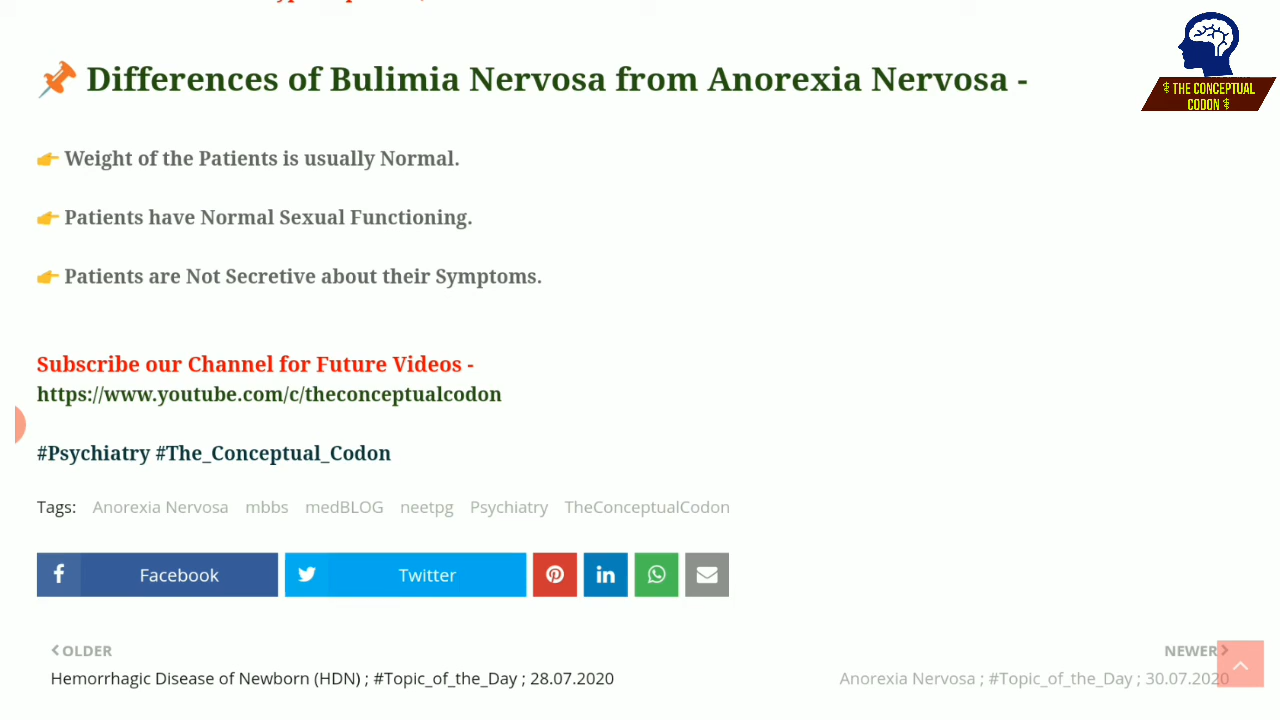 📌 Differences of Bulimia Nervosa from Anorexia Nervosa -
⚕THE CONCEPTUAL
CODON⚕
👉 Weight of the Patients is usually Normal.
👉 Patients have Normal Sexual Functioning.
👉 Patients are Not Secretive about their Symptoms.
Subscribe our Channel for Future Videos -
https://www.youtube.com/c/theconceptualcodon
#Psychiatry #The_Conceptual_Codon
Tags: Anorexia Nervosa mbbs medBLOG neetpg Psychiatry TheConceptualCodon
Facebook Twitter
OLDER
Hemorrhagic Disease of Newborn (HDN) ; #Topic_of_the_Day ; 28.07.2020
NEWER
Anorexia Nervosa ; #Topic_of_the_Day ; 30.07.2020